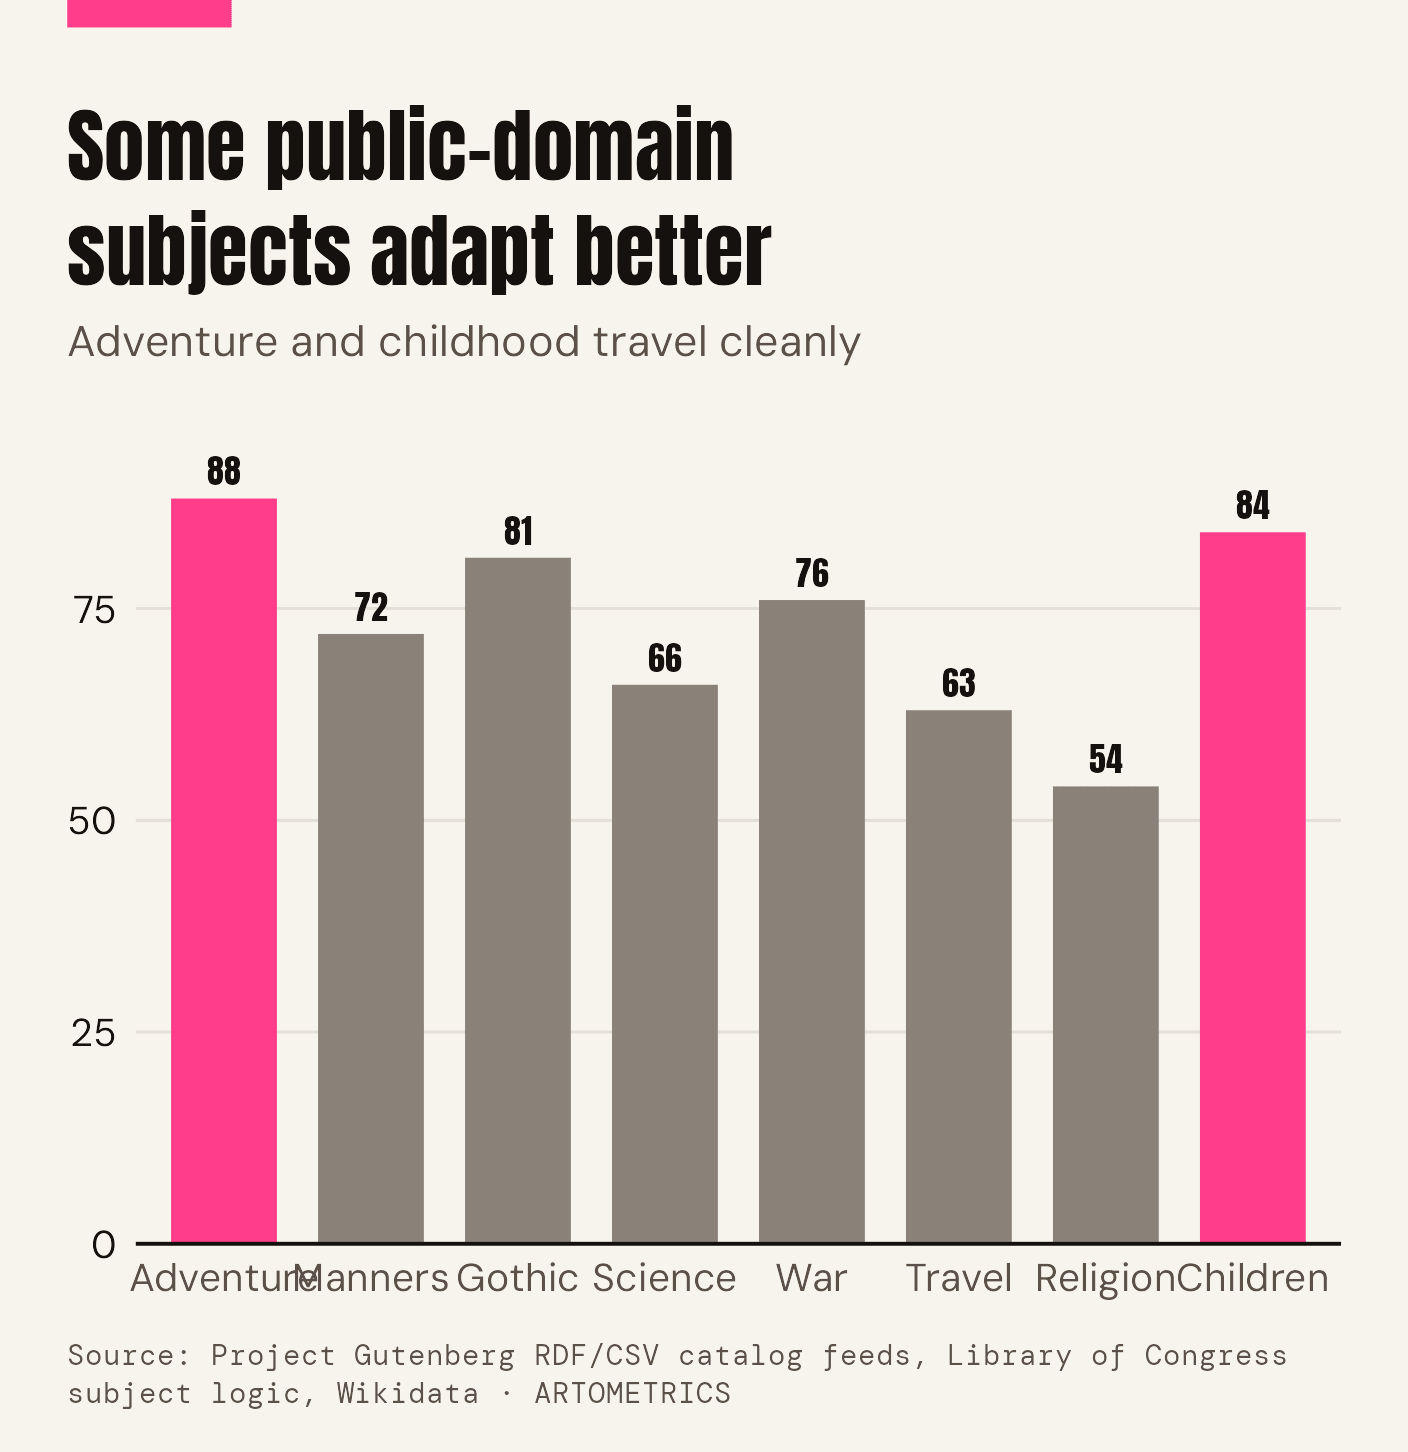 Some public-domain
subjects adapt better
Adventure and childhood travel cleanly
88
84
81
76
72
75
66
63
54
50
25
0
Adventure Manners Gothic Science War Travel Religion Children
Source: Project Gutenberg RDF/CSV catalog feeds, Library of Congress
subject logic, Wikidata · ARTOMETRICS